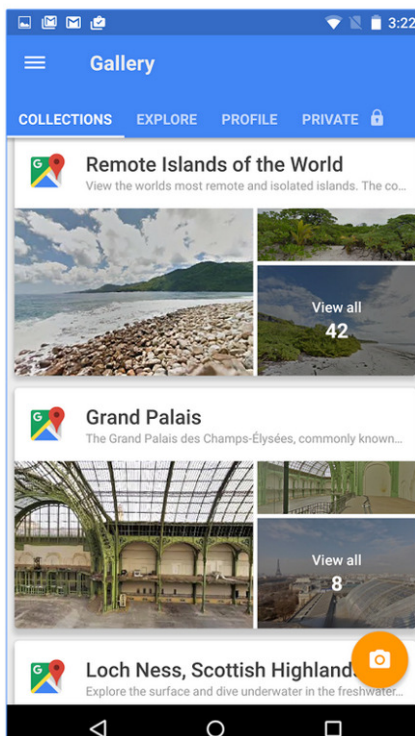 3:22
Gallery
COLLECTIONS EXPLORE PROFILE PRIVATE
Remote Islands of the World
View the worlds most remote and isolated islands. The co...
View all
42
Grand Palais
The Grand Palais des Champs-Élysées, commonly known...
View all
8
Loch Ness, Scottish Highland
Explore the surface and dive underwater in the freshwater...